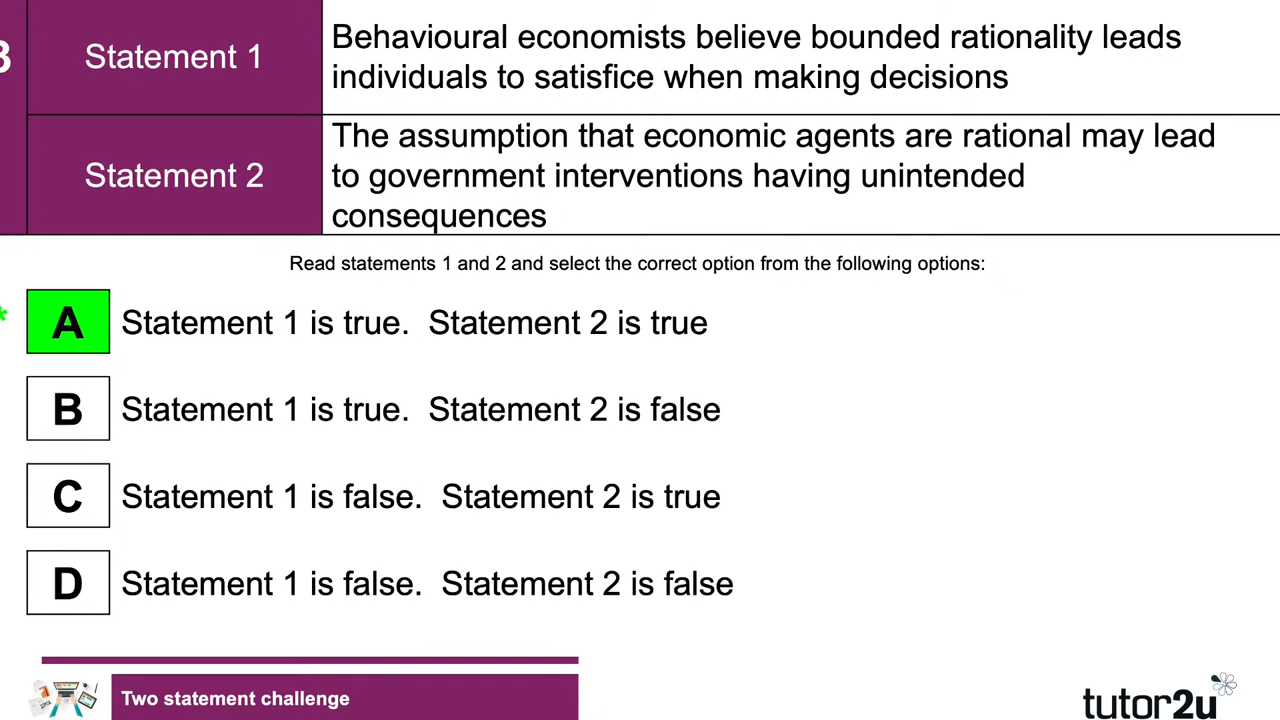 3
Statement 1
Behavioural economists believe bounded rationality leads
individuals to satisfice when making decisions
Statement 2
The assumption that economic agents are rational may lead
to government interventions having unintended
consequences
Read statements 1 and 2 and select the correct option from the following options:
* A Statement 1 is true. Statement 2 is true
B Statement 1 is true. Statement 2 is false
C Statement 1 is false. Statement 2 is true
D Statement 1 is false. Statement 2 is false
Two statement challenge
tutor2u